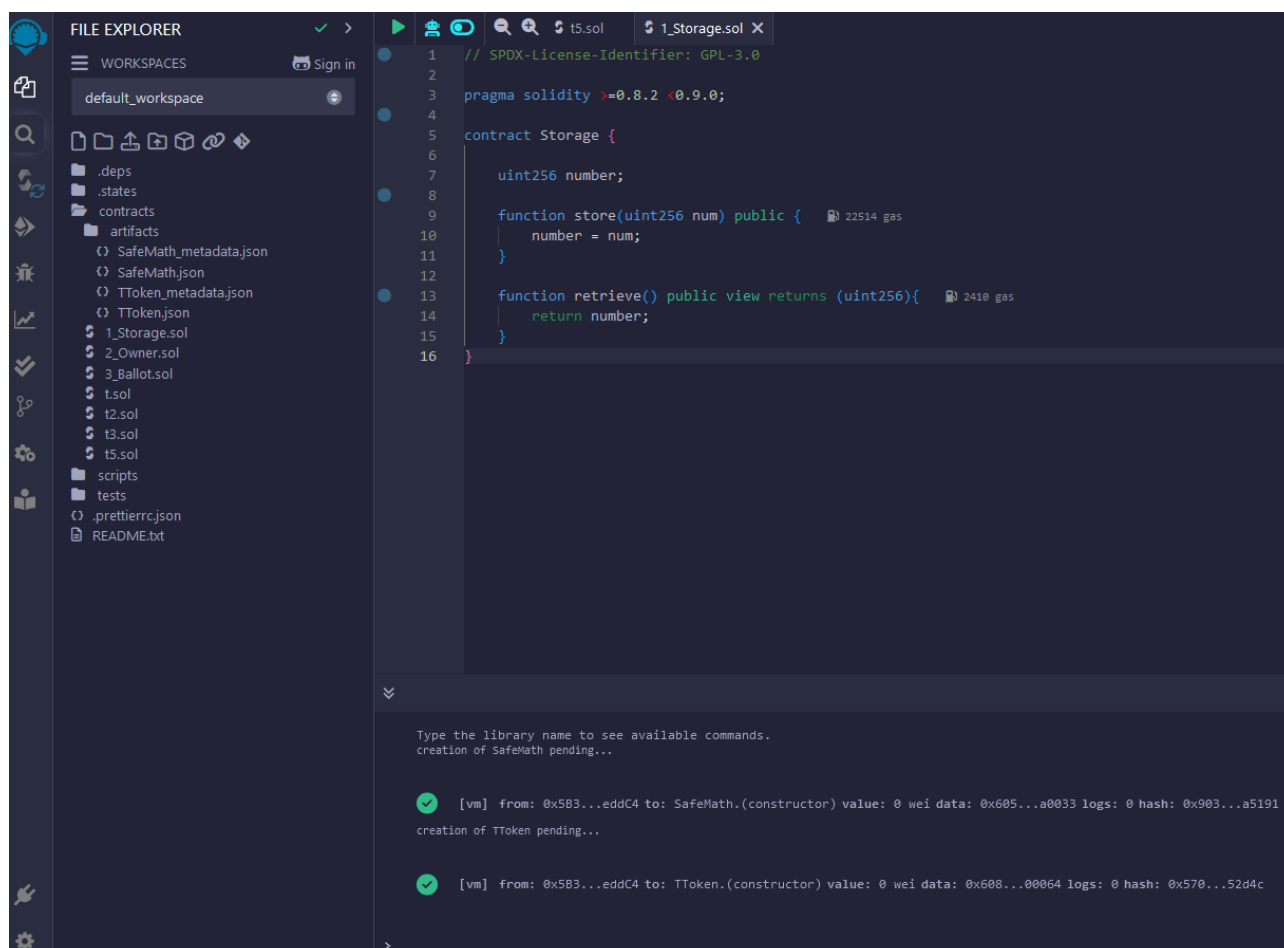 FILE EXPLORER
WORKSPACES
Sign in
default_workspace
.deps
.states
contracts
artifacts
SafeMath_metadata.json
SafeMath.json
TToken_metadata.json
TToken.json
1_Storage.sol
2_Owner.sol
3_Ballot.sol
t.sol
t2.sol
t3.sol
t5.sol
scripts
tests
.prettierrc.json
README.txt
t5.sol 1_Storage.sol
1 // SPDX-License-Identifier: GPL-3.0
2
3 pragma solidity >=0.8.2 <0.9.0;
4
5 contract Storage {
6
7 uint256 number;
8
9 function store(uint256 num) public { 22514 gas
10 number = num;
11 }
12
13 function retrieve() public view returns (uint256){ 2410 gas
14 return number;
15 }
16 }
Type the library name to see available commands.
creation of SafeMath pending...
[vm] from: 0x5B3...eddC4 to: SafeMath.(constructor) value: 0 wei data: 0x605...a0033 logs: 0 hash: 0x903...a5191
creation of TToken pending...
[vm] from: 0x5B3...eddC4 to: TToken.(constructor) value: 0 wei data: 0x608...00064 logs: 0 hash: 0x570...52d4c
>